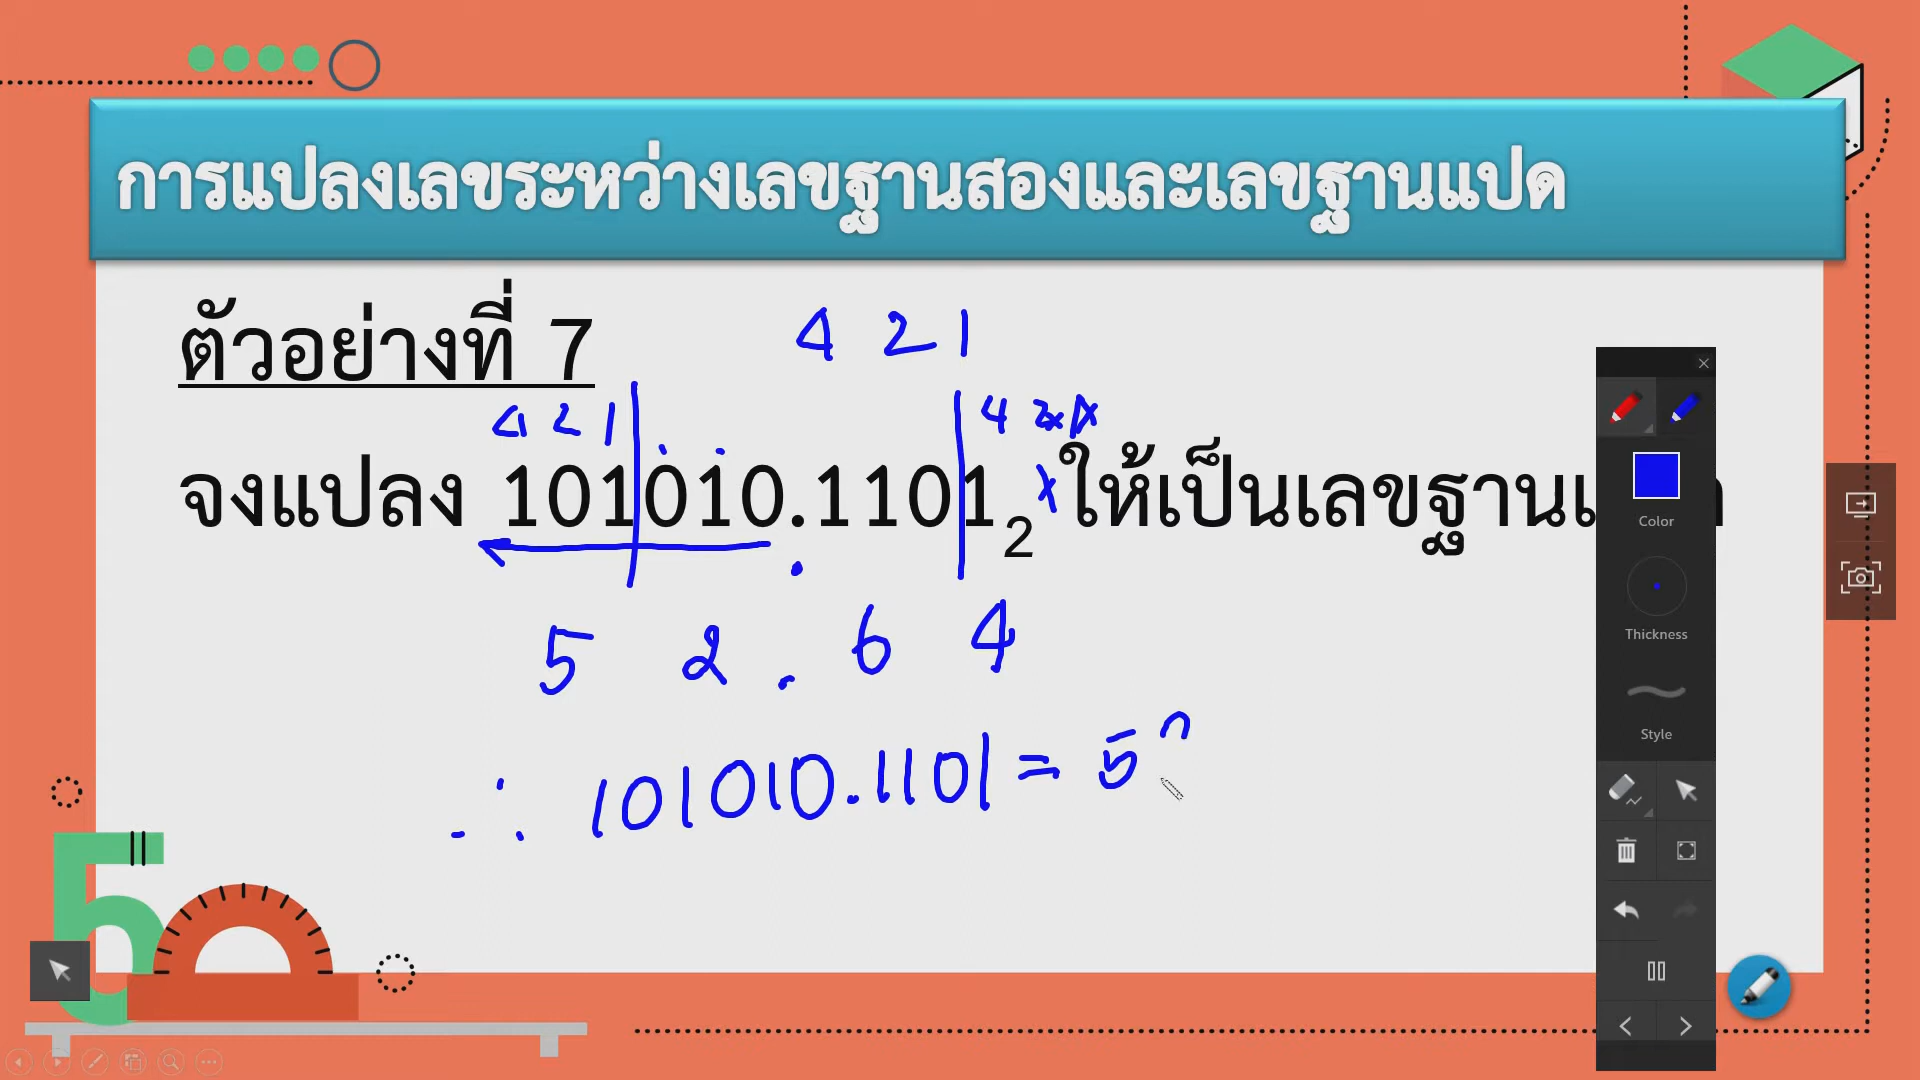 การแปลงเลขระหว่างเลขฐานสองและเลขฐานแปด
ตัวอย่างที่ 7
4 2 1
4 2 1 4 2 1
จงแปลง 101010.1101₂ ให้เป็นเลขฐาน
5 2 . 6 4
∴ 101010.1101 = 5
Color
Thickness
Style
5